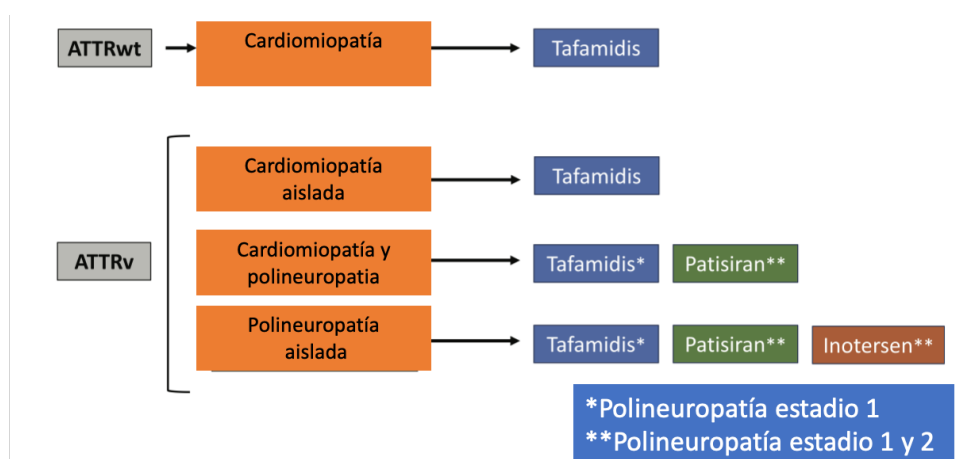 ATTRwt
Cardiomiopatía
Tafamidis
Cardiomiopatía
aislada
Tafamidis
ATTRv
Cardiomiopatía y
polineuropatia
Tafamidis*
Patisiran**
Polineuropatía
aislada
Tafamidis*
Patisiran**
Inotersen**
*Polineuropatía estadio 1
**Polineuropatía estadio 1 y 2